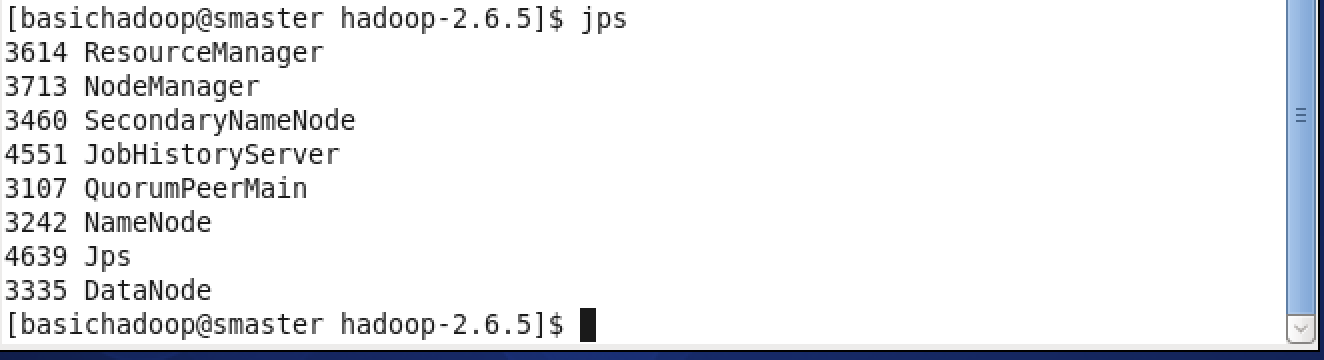 [basichadoop@smaster hadoop-2.6.5]$ jps
3614 ResourceManager
3713 NodeManager
3460 SecondaryNameNode
4551 JobHistoryServer
3107 QuorumPeerMain
3242 NameNode
4639 Jps
3335 DataNode
[basichadoop@smaster hadoop-2.6.5]$